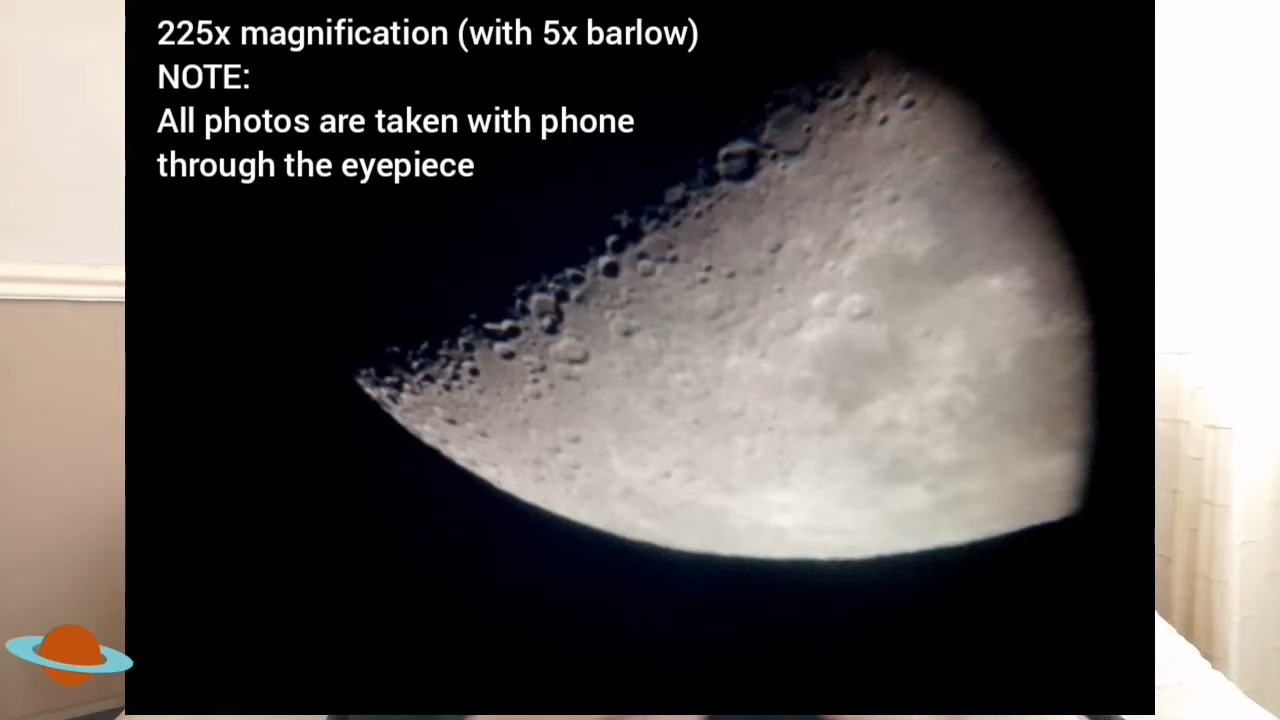 225x magnification (with 5x barlow)
NOTE:
All photos are taken with phone
through the eyepiece